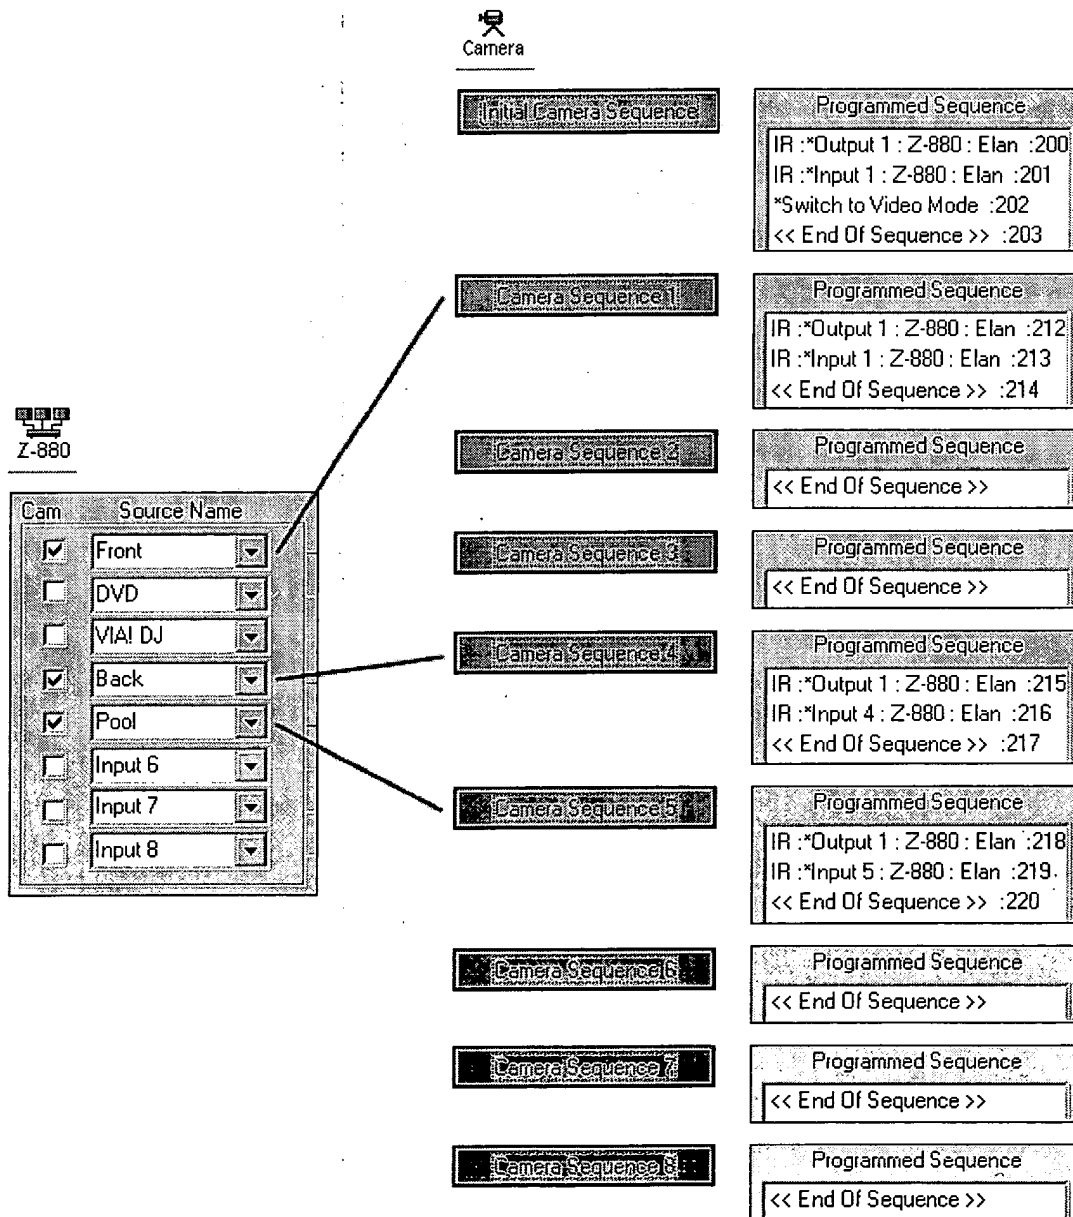 Camera
Initial Camera Sequence
Programmed Sequence
IR :*Output 1 : Z-880 : Elan :200
IR :*Input 1 : Z-880 : Elan :201
*Switch to Video Mode :202
<< End Of Sequence >> :203
Camera Sequence 1
Programmed Sequence
IR :*Output 1 : Z-880 : Elan :212
IR :*Input 1 : Z-880 : Elan :213
<< End Of Sequence >> :214
Z-880
Cam Source Name
Front
DVD
VIA! DJ
Back
Pool
Input 6
Input 7
Input 8
Camera Sequence 2
Programmed Sequence
<< End Of Sequence >>
Camera Sequence 3
Programmed Sequence
<< End Of Sequence >>
Camera Sequence 4
Programmed Sequence
IR :*Output 1 : Z-880 : Elan :215
IR :*Input 4 : Z-880 : Elan :216
<< End Of Sequence >> :217
Camera Sequence 5
Programmed Sequence
IR :*Output 1 : Z-880 : Elan :218
IR :*Input 5 : Z-880 : Elan :219
<< End Of Sequence >> :220
Camera Sequence 6
Programmed Sequence
<< End Of Sequence >>
Camera Sequence 7
Programmed Sequence
<< End Of Sequence >>
Camera Sequence 8
Programmed Sequence
<< End Of Sequence >>